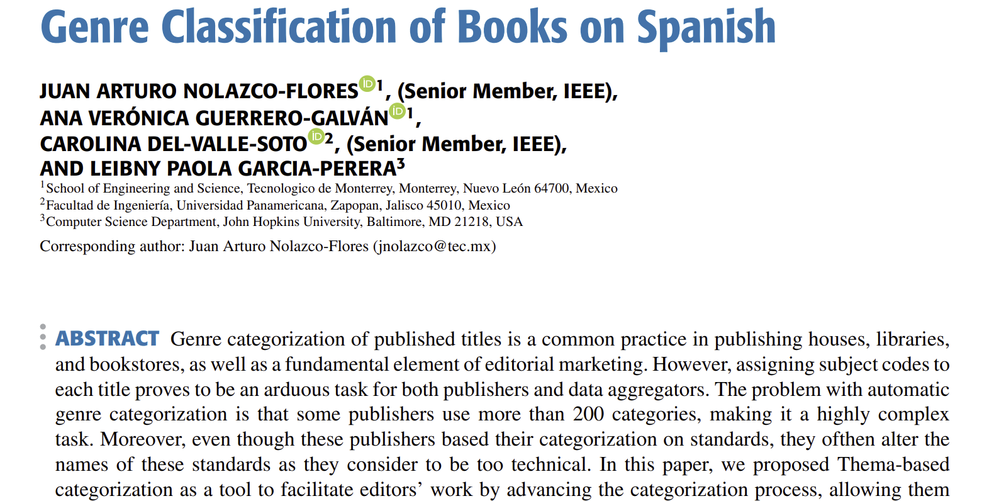 Genre Classification of Books on Spanish
JUAN ARTURO NOLAZCO-FLORES iD 1, (Senior Member, IEEE),
ANA VERÓNICA GUERRERO-GALVÁN iD 1,
CAROLINA DEL-VALLE-SOTO iD 2, (Senior Member, IEEE),
AND LEIBNY PAOLA GARCIA-PERERA3
1School of Engineering and Science, Tecnologico de Monterrey, Monterrey, Nuevo León 64700, Mexico
2Facultad de Ingeniería, Universidad Panamericana, Zapopan, Jalisco 45010, Mexico
3Computer Science Department, John Hopkins University, Baltimore, MD 21218, USA
Corresponding author: Juan Arturo Nolazco-Flores (jnolazco@tec.mx)
ABSTRACT Genre categorization of published titles is a common practice in publishing houses, libraries,
and bookstores, as well as a fundamental element of editorial marketing. However, assigning subject codes to
each title proves to be an arduous task for both publishers and data aggregators. The problem with automatic
genre categorization is that some publishers use more than 200 categories, making it a highly complex
task. Moreover, even though these publishers based their categorization on standards, they ofthen alter the
names of these standards as they consider to be too technical. In this paper, we proposed Thema-based
categorization as a tool to facilitate editors' work by advancing the categorization process, allowing them